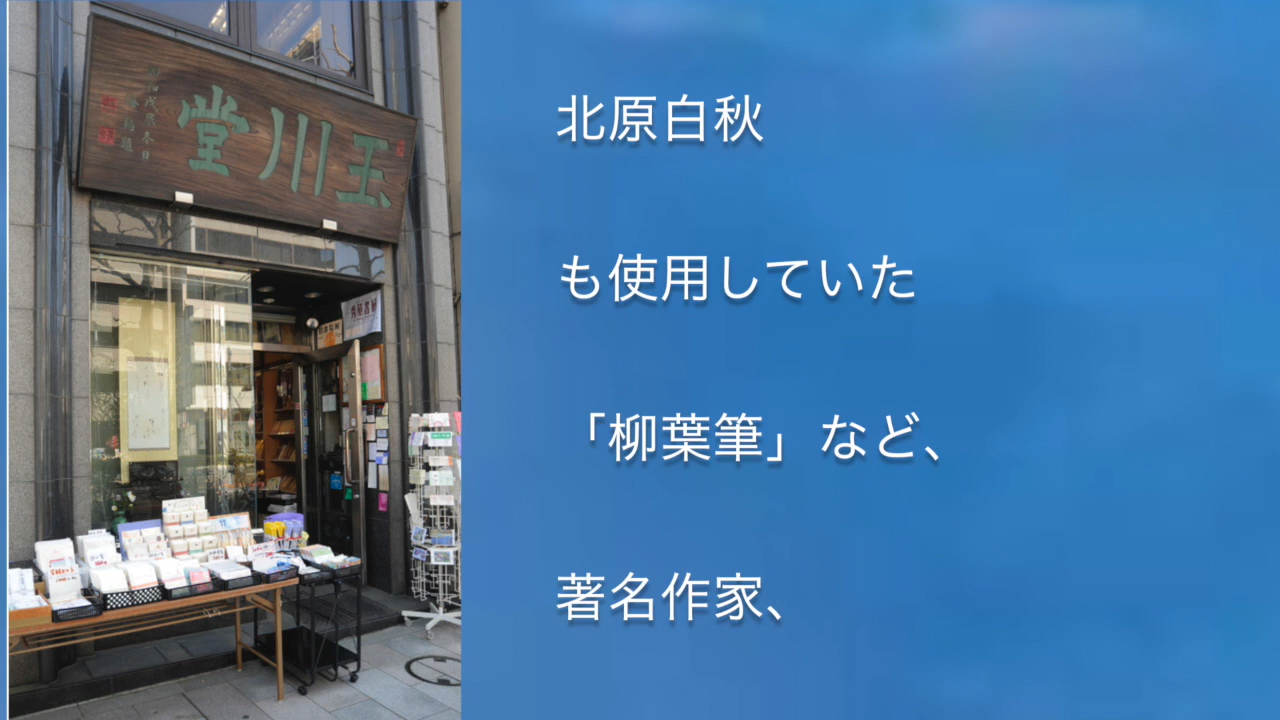 玉川堂
北原白秋
も使用していた
「柳葉筆」など、
著名作家、